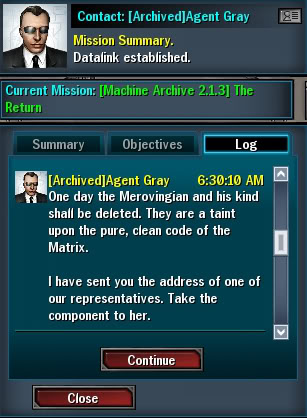 Contact: [Archived]Agent Gray
Mission Summary.
Datalink established.
Current Mission: [Machine Archive 2.1.3] The
Return
Summary
Objectives
Log
[Archived]Agent Gray 6:30:10 AM
One day the Merovingian and his kind
shall be deleted. They are a taint
upon the pure, clean code of the
Matrix.
I have sent you the address of one of
our representatives. Take the
component to her.
Continue
Close